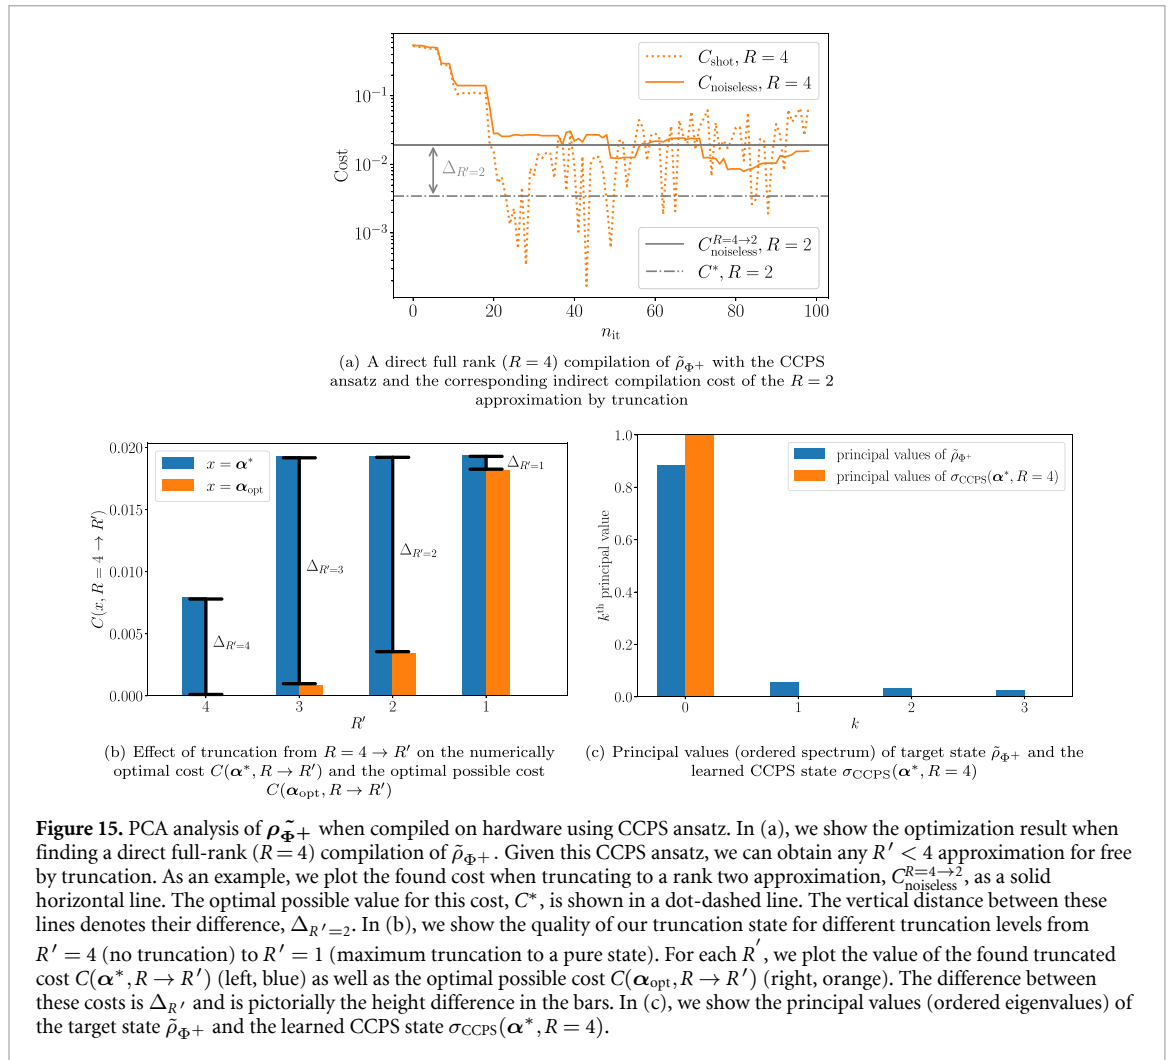 C_shot, R = 4
C_noiseless, R = 4
10^−1
10^−2
10^−3
Cost
Δ_{R′=2}
C^{R=4→2}_noiseless, R = 2
C*, R = 2
0 20 40 60 80 100
n_it
(a) A direct full rank (R = 4) compilation of ρ̃_Φ+ with the CCPS
ansatz and the corresponding indirect compilation cost of the R = 2
approximation by truncation
0.020
0.015
0.010
0.005
0.000
C(x, R = 4 → R′)
x = α*
x = α_opt
Δ_{R′=4}
Δ_{R′=3}
Δ_{R′=2}
Δ_{R′=1}
4 3 2 1
R′
(b) Effect of truncation from R = 4 → R′ on the numerically
optimal cost C(α*, R → R′) and the optimal possible cost
C(α_opt, R → R′)
1.0
0.8
0.6
0.4
0.2
0.0
k^th principal value
principal values of ρ̃_Φ+
principal values of σ_CCPS(α*, R = 4)
0 1 2 3
k
(c) Principal values (ordered spectrum) of target state ρ̃_Φ+ and the
learned CCPS state σ_CCPS(α*, R = 4)
Figure 15. PCA analysis of ρ̃_Φ+ when compiled on hardware using CCPS ansatz. In (a), we show the optimization result when
finding a direct full-rank (R = 4) compilation of ρ̃_Φ+. Given this CCPS ansatz, we can obtain any R′ < 4 approximation for free
by truncation. As an example, we plot the found cost when truncating to a rank two approximation, C^{R=4→2}_noiseless, as a solid
horizontal line. The optimal possible value for this cost, C*, is shown in a dot-dashed line. The vertical distance between these
lines denotes their difference, Δ_{R′=2}. In (b), we show the quality of our truncation state for different truncation levels from
R′ = 4 (no truncation) to R′ = 1 (maximum truncation to a pure state). For each R′, we plot the value of the found truncated
cost C(α*, R → R′) (left, blue) as well as the optimal possible cost C(α_opt, R → R′) (right, orange). The difference between
these costs is Δ_R′ and is pictorially the height difference in the bars. In (c), we show the principal values (ordered eigenvalues) of
the target state ρ̃_Φ+ and the learned CCPS state σ_CCPS(α*, R = 4).